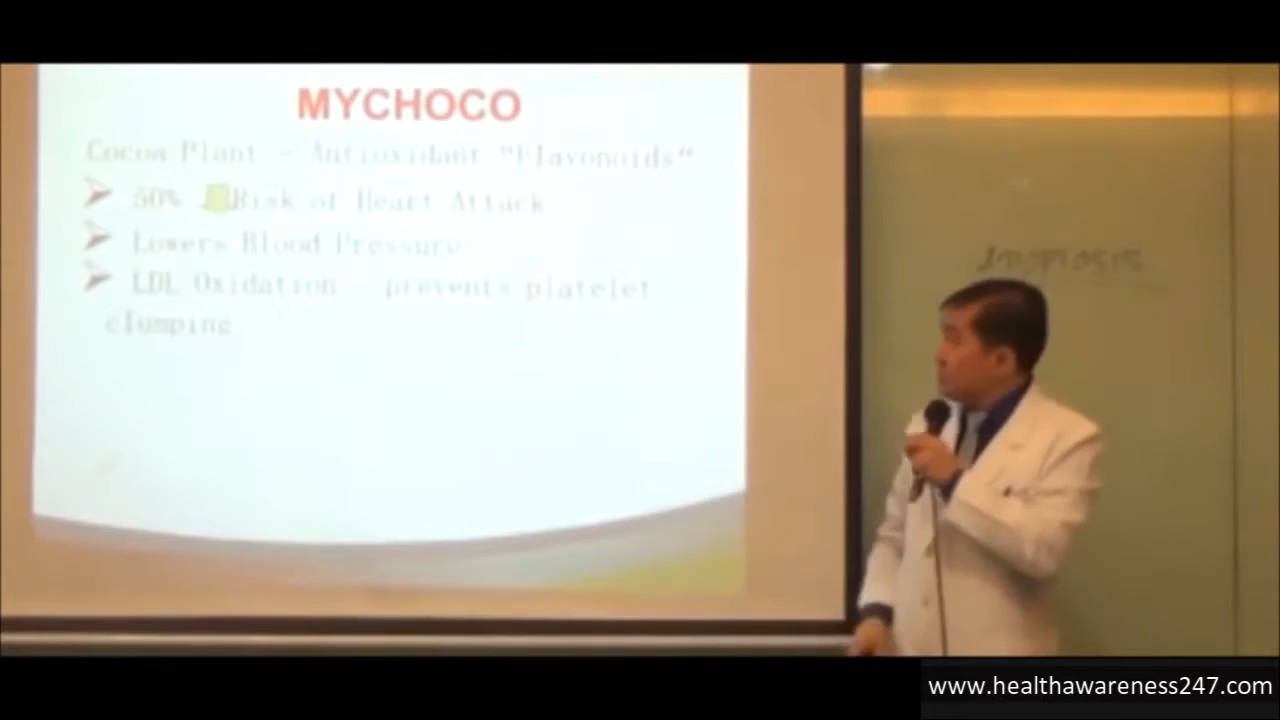 MYCHOCO
Cocoa Plant - Antioxidant "Flavonoids"
50% Risk of Heart Attack
Lowers Blood Pressure
LDL Oxidation - prevents platelet
clumping
www.healthawareness247.com